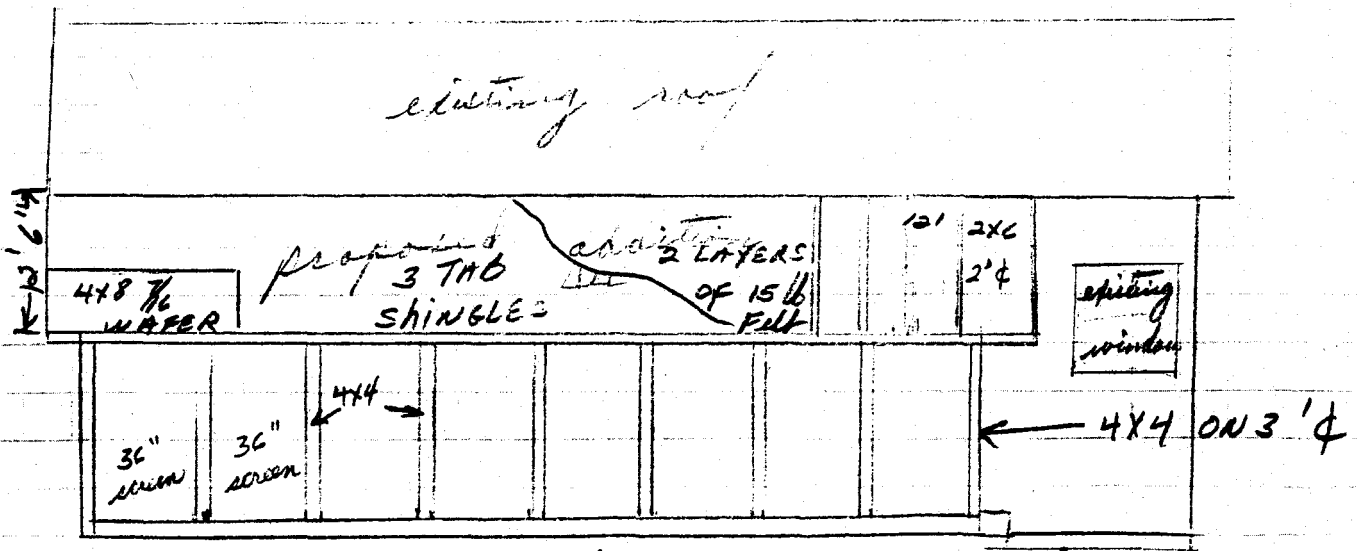 existing roof
12' 6"
proposed addition
4X8 7/16
WAFER
3 TAB
ShiNGLES
2 LAYERS
OF 15 lb
Felt
12'
2X6
2' ¢
existing
window
4X4
36"
screen
36"
screen
4X4 ON 3' ¢